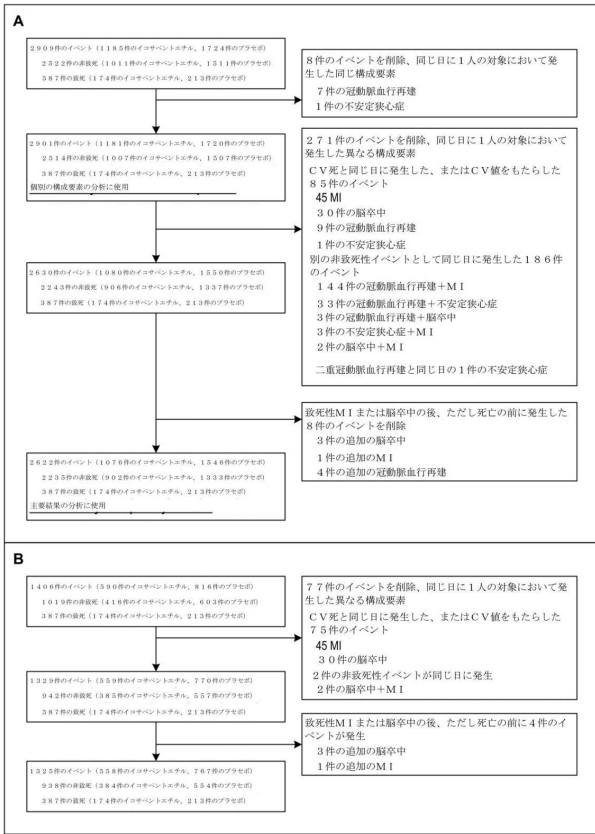 A
2909件のイベント（1185件のイコサペントエチル、1724件のプラセボ）
2522件の非致死（1011件のイコサペントエチル、1511件のプラセボ）
387件の致死（174件のイコサペントエチル、213件のプラセボ）
8件のイベントを削除、同じ日に1人の対象において発
生した同じ構成要素
7件の冠動脈血行再建
1件の不安定狭心症
2901件のイベント（1181件のイコサペントエチル、1720件のプラセボ）
2514件の非致死（1007件のイコサペントエチル、1507件のプラセボ）
387件の致死（174件のイコサペントエチル、213件のプラセボ）
個別の構成要素の分析に使用
271件のイベントを削除、同じ日に1人の対象において
発生した異なる構成要素
CV死と同じ日に発生した、またはCV値をもたらした
85件のイベント
45 MI
30件の脳卒中
9件の冠動脈血行再建
1件の不安定狭心症
別の非致死性イベントとして同じ日に発生した186件
のイベント
144件の冠動脈血行再建+MI
33件の冠動脈血行再建+不安定狭心症
3件の冠動脈血行再建+脳卒中
3件の不安定狭心症+MI
2件の脳卒中+MI
二重冠動脈血行再建と同じ日の1件の不安定狭心症
2630件のイベント（1080件のイコサペントエチル、1550件のプラセボ）
2243件の非致死（906件のイコサペントエチル、1337件のプラセボ）
387件の致死（174件のイコサペントエチル、213件のプラセボ）
致死性MIまたは脳卒中の後、ただし死亡の前に発生した
8件のイベントを削除
3件の追加の脳卒中
1件の追加のMI
4件の追加の冠動脈血行再建
2622件のイベント（1076件のイコサペントエチル、1546件のプラセボ）
2235件の非致死（902件のイコサペントエチル、1333件のプラセボ）
387件の致死（174件のイコサペントエチル、213件のプラセボ）
主要結果の分析に使用
B
1406件のイベント（590件のイコサペントエチル、816件のプラセボ）
1019件の非致死（416件のイコサペントエチル、603件のプラセボ）
387件の致死（174件のイコサペントエチル、213件のプラセボ）
77件のイベントを削除、同じ日に1人の対象において発
生した異なる構成要素
CV死と同じ日に発生した、またはCV値をもたらした
75件のイベント
45 MI
30件の脳卒中
2件の非致死性イベントが同じ日に発生
2件の脳卒中+MI
1329件のイベント（559件のイコサペントエチル、770件のプラセボ）
942件の非致死（385件のイコサペントエチル、557件のプラセボ）
387件の致死（174件のイコサペントエチル、213件のプラセボ）
致死性MIまたは脳卒中の後、ただし死亡の前に4件のイ
ベントが発生
3件の追加の脳卒中
1件の追加のMI
1325件のイベント（558件のイコサペントエチル、767件のプラセボ）
938件の非致死（384件のイコサペントエチル、554件のプラセボ）
387件の致死（174件のイコサペントエチル、213件のプラセボ）